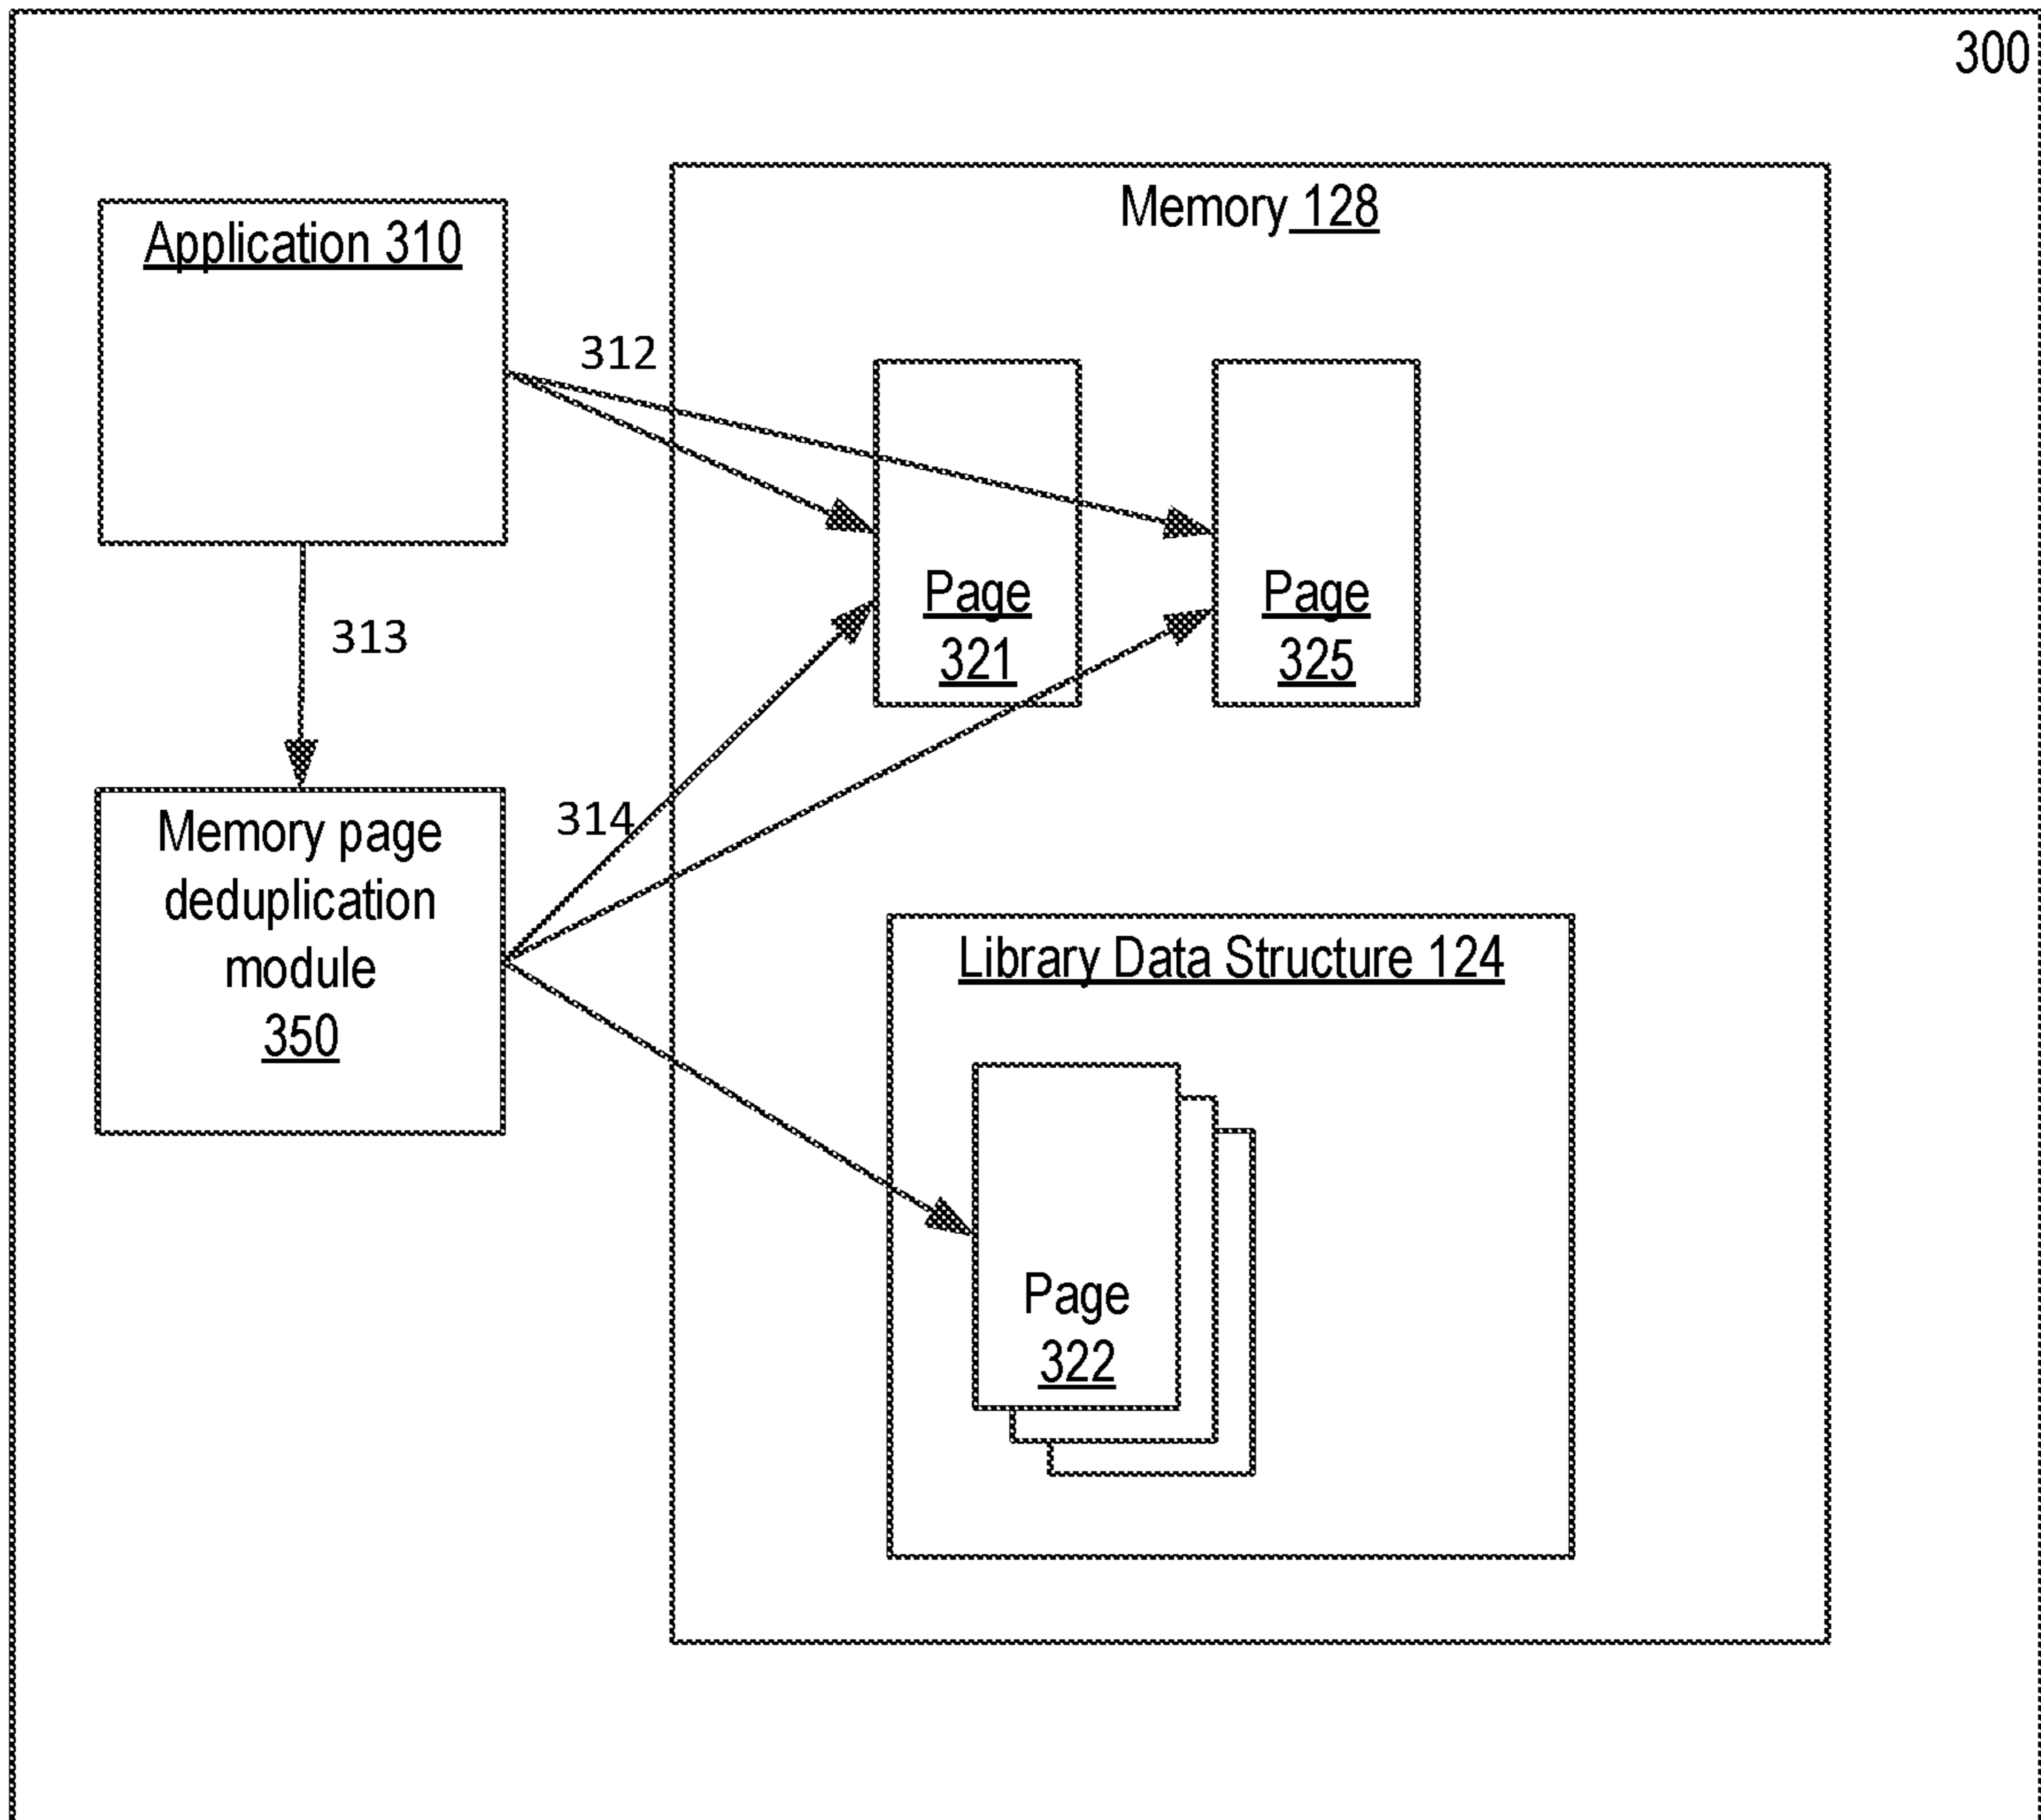 300
Memory 128
Application 310
312
Page
321
Page
325
313
Memory page
deduplication
module
350
314
Library Data Structure 124
Page
322